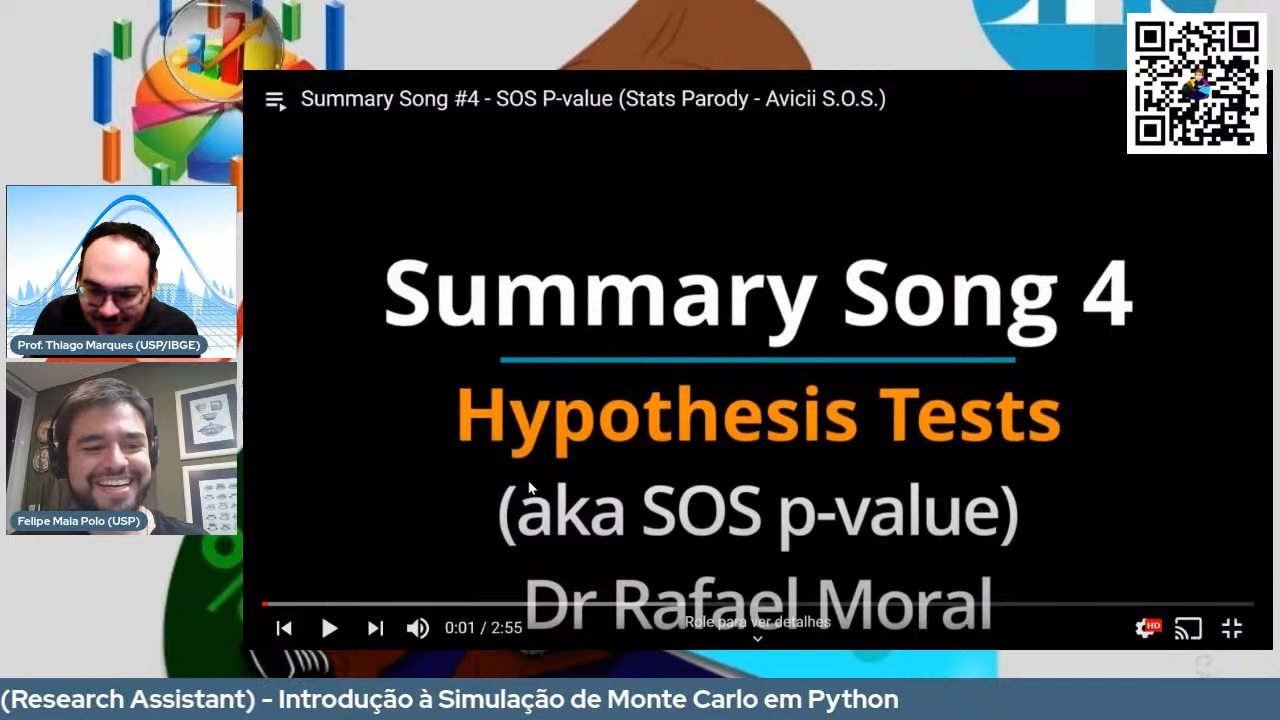 Summary Song #4 - SOS P-value (Stats Parody - Avicii S.O.S.)
Summary Song 4
Hypothesis Tests
(aka SOS p-value)
Dr Rafael Moral
Role para ver detalhes
0:01 / 2:55
HD
Prof. Thiago Marques (USP/IBGE)
Felipe Maia Polo (USP)
(Research Assistant) - Introdução à Simulação de Monte Carlo em Python